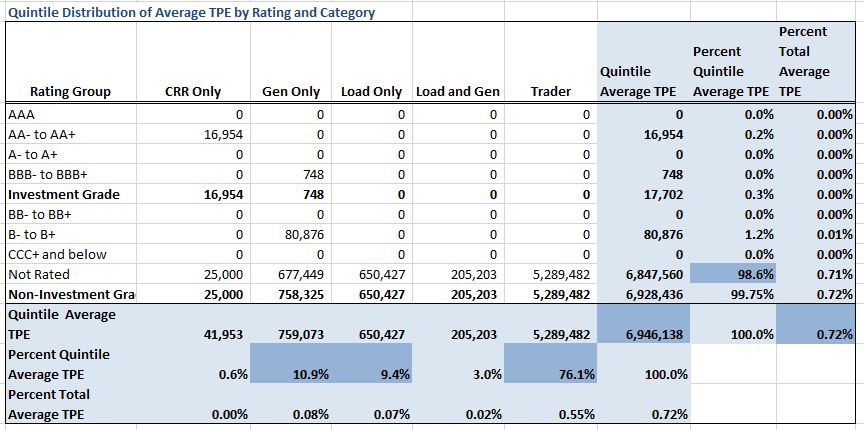 Quintile Distribution of Average TPE by Rating and Category
Percent
Percent Total
Quintile Quintile Average
Rating Group CRR Only Gen Only Load Only Load and Gen Trader Average TPE Average TPE TPE
AAA 0 0 0 0 0 0 0.0% 0.00%
AA- to AA+ 16,954 0 0 0 0 16,954 0.2% 0.00%
A- to A+ 0 0 0 0 0 0 0.0% 0.00%
BBB- to BBB+ 0 748 0 0 0 748 0.0% 0.00%
Investment Grade 16,954 748 0 0 0 17,702 0.3% 0.00%
BB- to BB+ 0 0 0 0 0 0 0.0% 0.00%
B- to B+ 0 80,876 0 0 0 80,876 1.2% 0.01%
CCC+ and below 0 0 0 0 0 0 0.0% 0.00%
Not Rated 25,000 677,449 650,427 205,203 5,289,482 6,847,560 98.6% 0.71%
Non-Investment Gra 25,000 758,325 650,427 205,203 5,289,482 6,928,436 99.75% 0.72%
Quintile Average
TPE 41,953 759,073 650,427 205,203 5,289,482 6,946,138 100.0% 0.72%
Percent Quintile
Average TPE 0.6% 10.9% 9.4% 3.0% 76.1% 100.0%
Percent Total
Average TPE 0.00% 0.08% 0.07% 0.02% 0.55% 0.72%